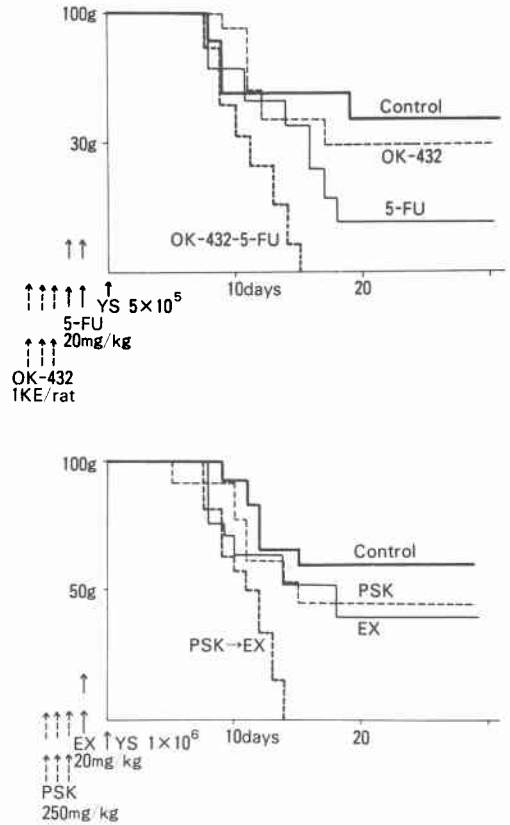 100g
Control
30g
OK-432
5-FU
OK-432-5-FU
10days
20
YS 5×10⁵
5-FU
20mg/kg
OK-432
1KE/rat
100g
Control
50g
PSK
EX
PSK→EX
EX
YS 1×10⁶
10days
20
20mg/kg
PSK
250mg/kg